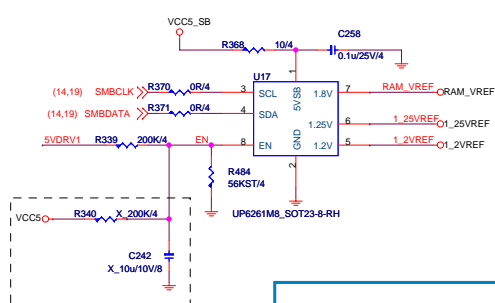 VCC5_SB
R368 10/4
C258
0.1u/25V/4
U17
1
5VSB
(14,19) SMBCLK R370 0R/4 3 SCL 1.8V 7 RAM_VREF RAM_VREF
(14,19) SMBDATA R371 0R/4 4 SDA 1.25V 6 1_25VREF 1_25VREF
5VDRV1 R339 200K/4 EN 8 EN GND 1.2V 5 1_2VREF 1_2VREF
2
R484
56KST/4
UP6261M8_SOT23-8-RH
VCC5 R340 X_200K/4
C242
X_10u/10V/8